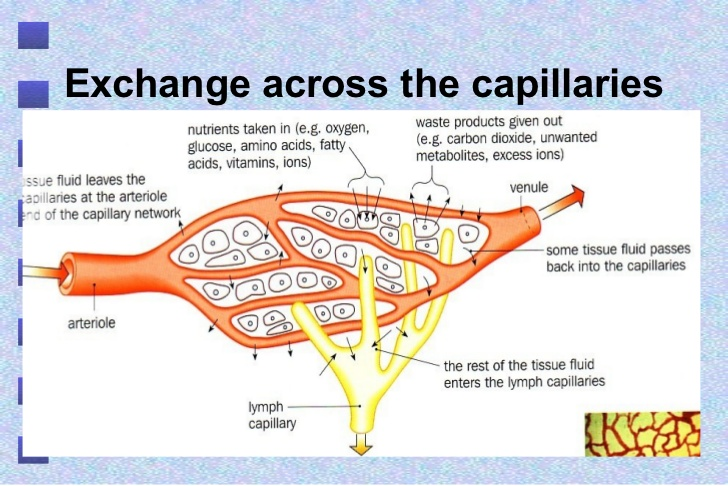 Exchange across the capillaries
nutrients taken in (e.g. oxygen,
glucose, amino acids, fatty
acids, vitamins, ions)
waste products given out
(e.g. carbon dioxide, unwanted
metabolites, excess ions)
ssue fluid leaves the
apillaries at the arteriole
nd of the capillary network
venule
some tissue fluid passes
back into the capillaries
arteriole
the rest of the tissue fluid
enters the lymph capillaries
lymph
capillary